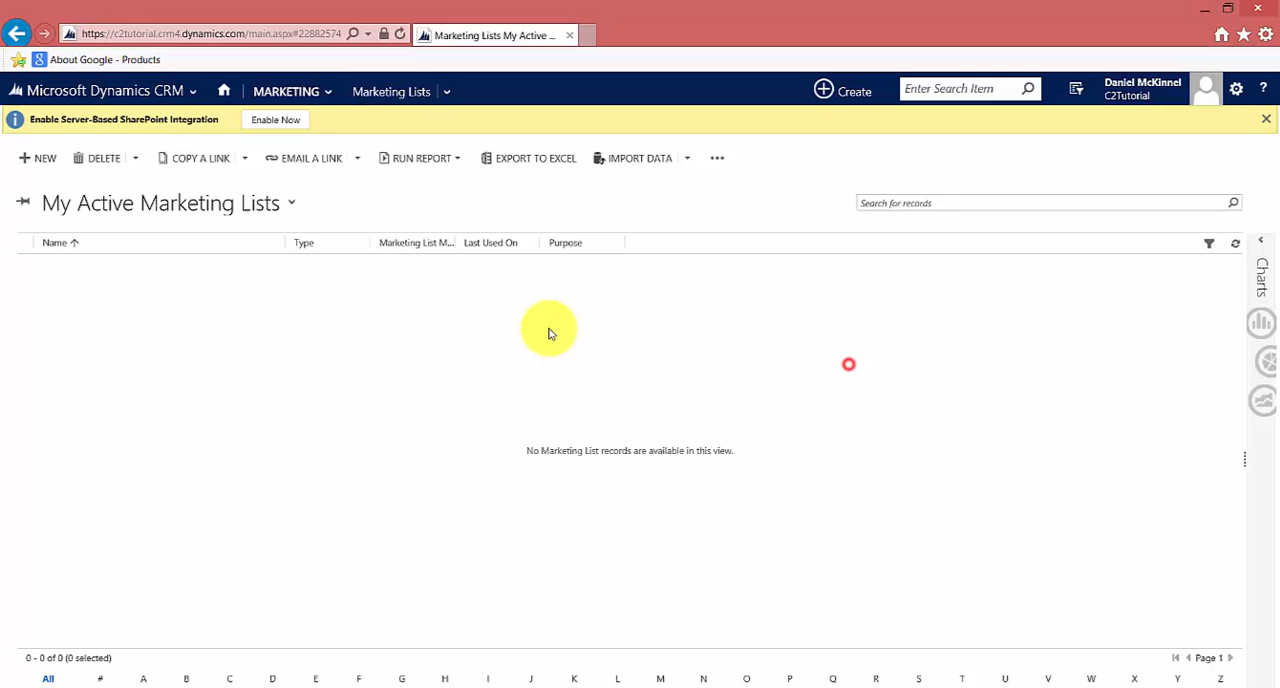 https://c2tutorial.crm4.dynamics.com/main.aspx#22882574
Marketing Lists My Active ...
About Google - Products
Microsoft Dynamics CRM
MARKETING
Marketing Lists
Create
Enter Search Item
Daniel McKinnel
C2Tutorial
?
Enable Server-Based SharePoint Integration
Enable Now
NEW
DELETE
COPY A LINK
EMAIL A LINK
RUN REPORT
EXPORT TO EXCEL
IMPORT DATA
...
My Active Marketing Lists
Search for records
Name
Type
Marketing List M...
Last Used On
Purpose
Charts
No Marketing List records are available in this view.
0 - 0 of 0 (0 selected)
Page 1
All # A B C D E F G H I J K L M N O P Q R S T U V W X Y Z